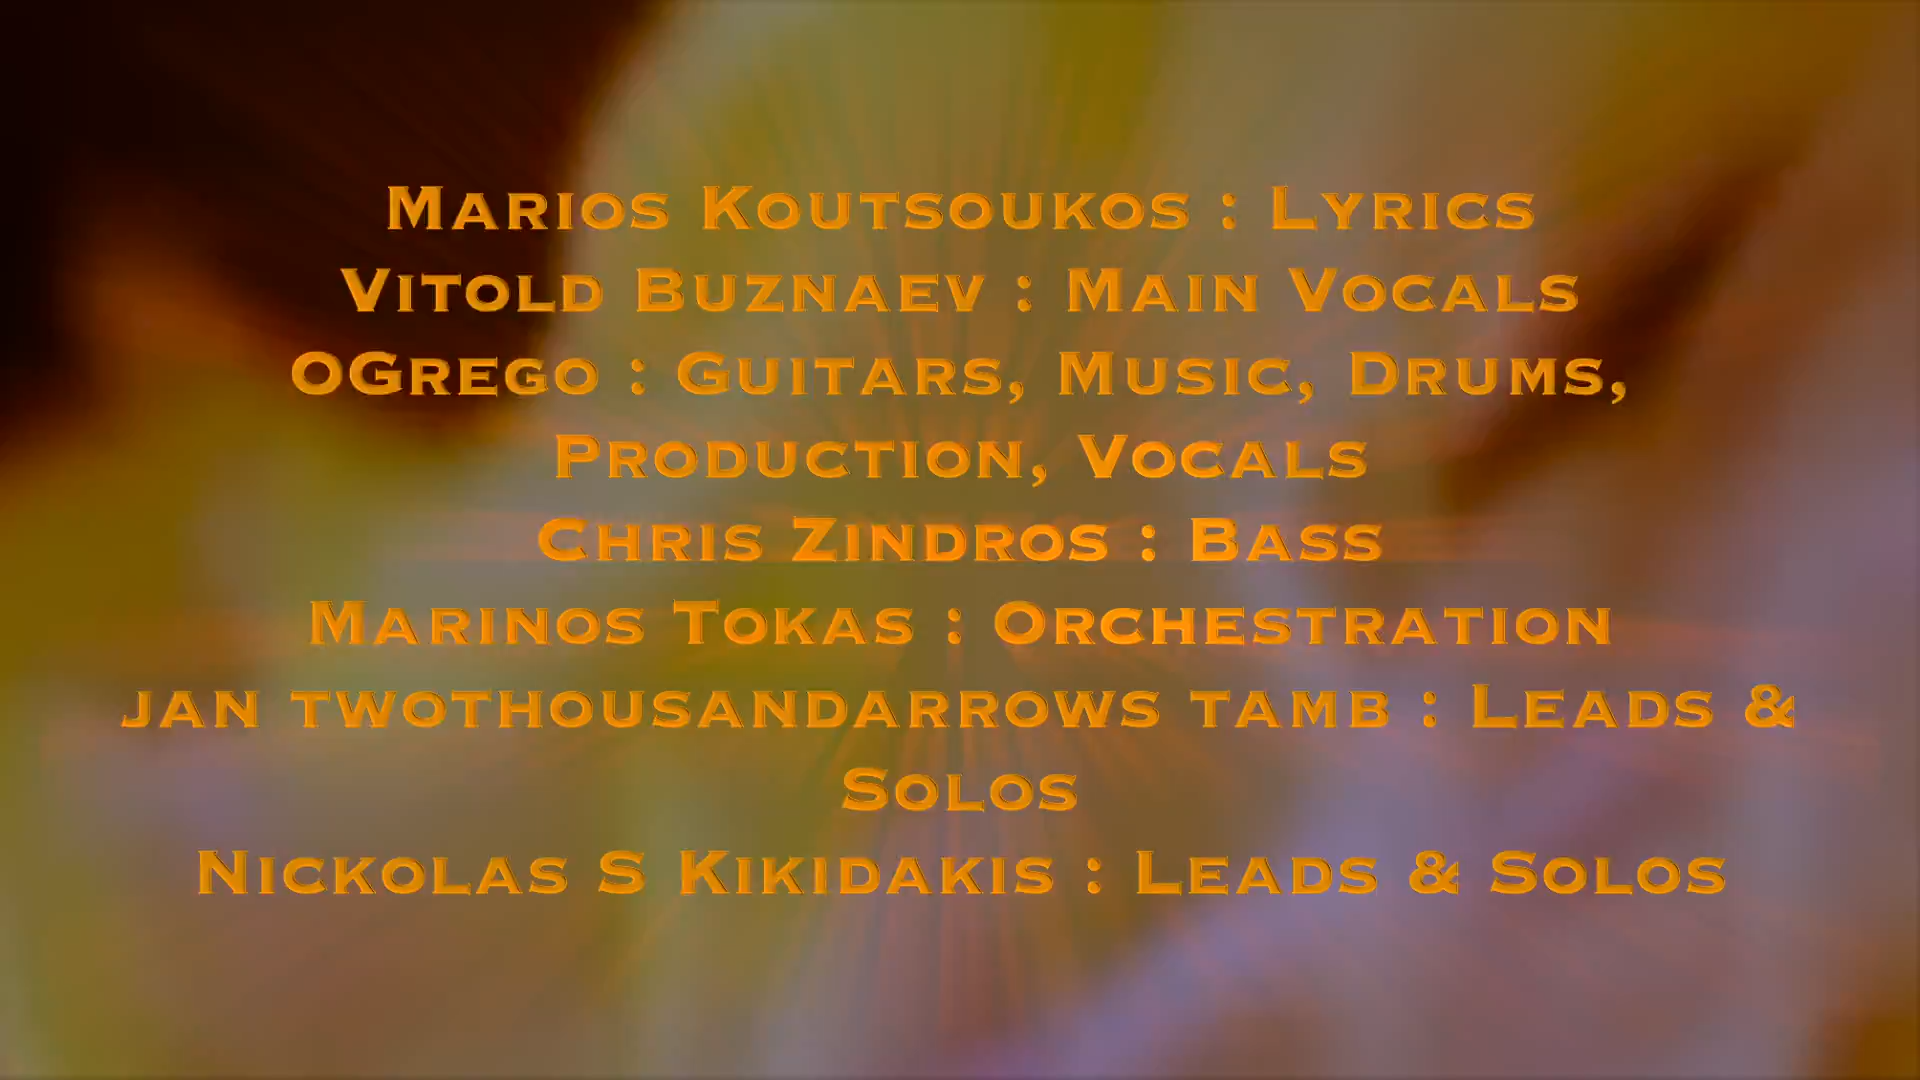 Marios Koutsoukos : Lyrics
Vitold Buznaev : Main Vocals
OGrego : Guitars, Music, Drums,
Production, Vocals
Chris Zindros : Bass
Marinos Tokas : Orchestration
jan twothousandarrows tamb : Leads &
Solos
Nickolas S Kikidakis : Leads & Solos